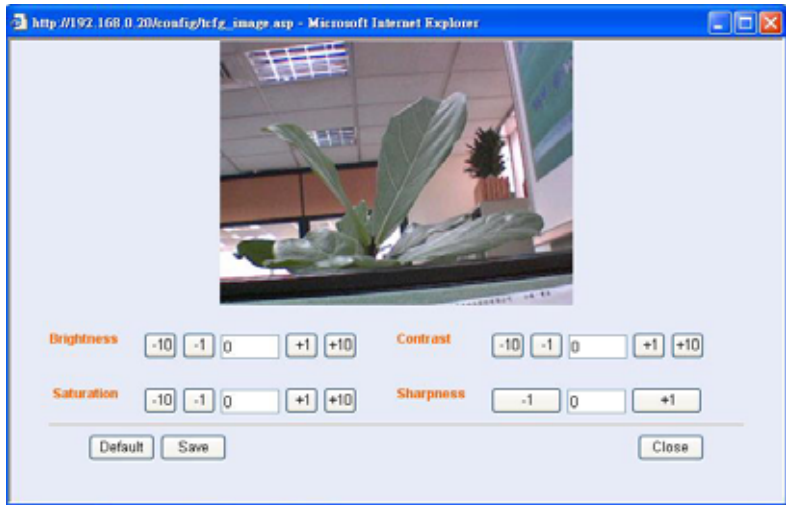 http://192.168.0.20/config/tcfg_image.asp - Microsoft Internet Explorer
Brightness -10 -1 0 +1 +10 Contrast -10 -1 0 +1 +10
Saturation -10 -1 0 +1 +10 Sharpness -1 0 +1
Default Save Close